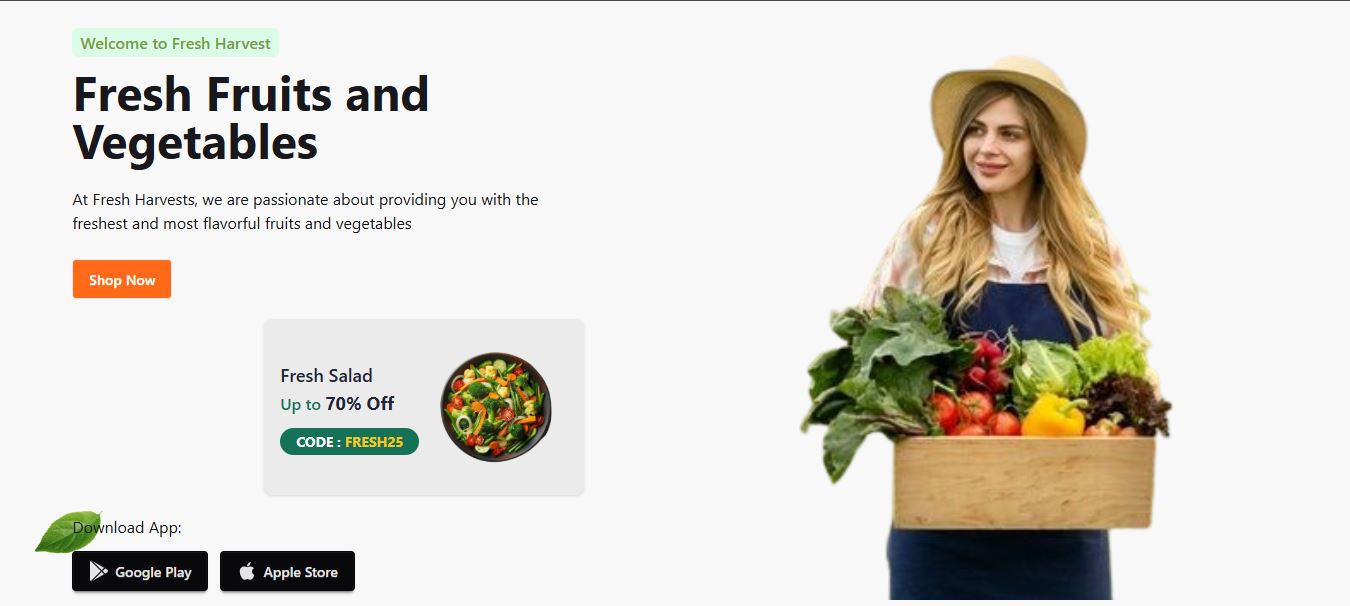 Welcome to Fresh Harvest
Fresh Fruits and
Vegetables
At Fresh Harvests, we are passionate about providing you with the
freshest and most flavorful fruits and vegetables
Shop Now
Fresh Salad
Up to 70% Off
CODE : FRESH25
Download App:
Google Play
Apple Store